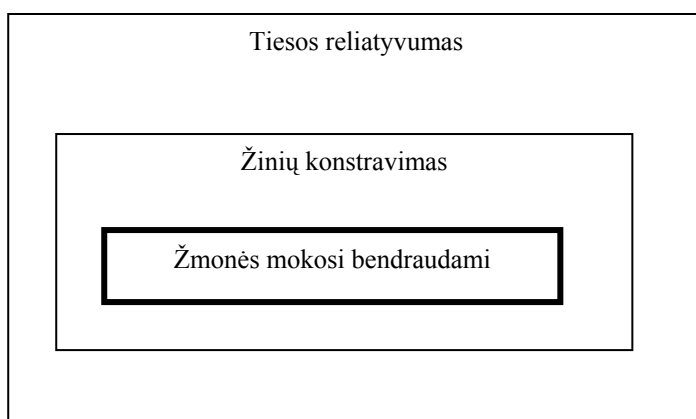 Tiesos reliatyvumas
Žinių konstravimas
Žmonės mokosi bendraudami